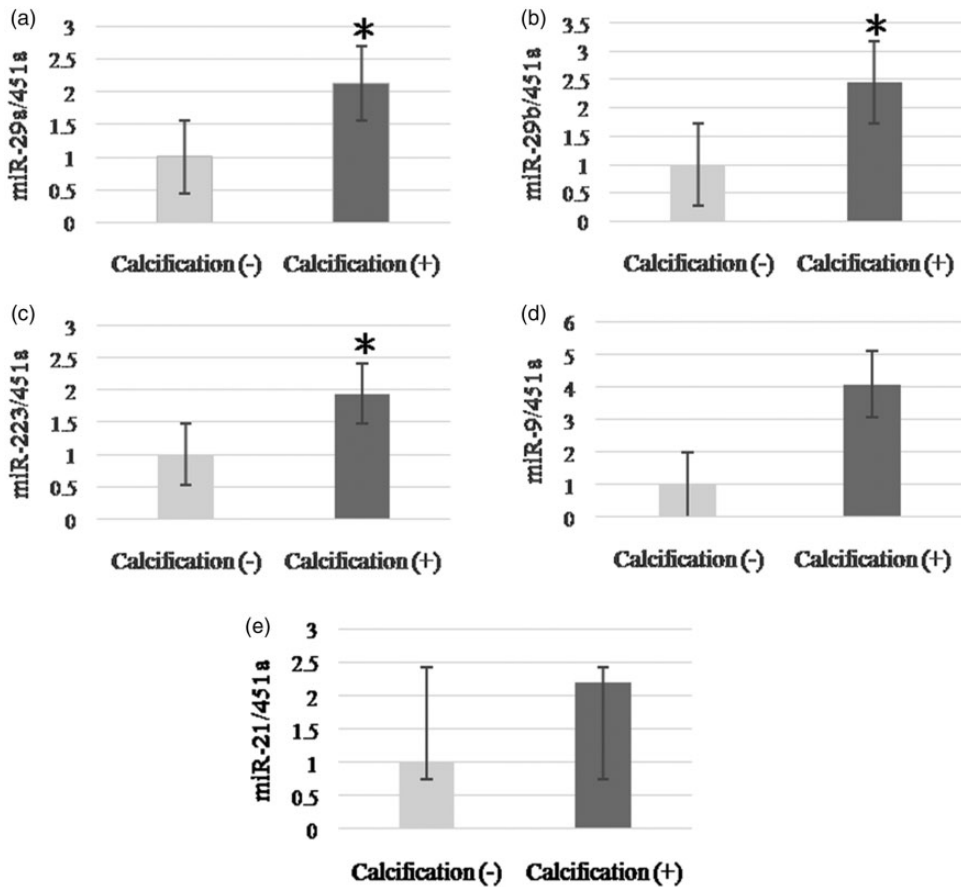 (a)
miR-29a/451a
3
2.5
2
1.5
1
0.5
0
*
Calcification (-) Calcification (+)
(b)
miR-29b/451a
3.5
3
2.5
2
1.5
1
0.5
0
*
Calcification (-) Calcification (+)
(c)
miR-223/451a
3
2.5
2
1.5
1
0.5
0
*
Calcification (-) Calcification (+)
(d)
miR-9/451a
6
5
4
3
2
1
0
Calcification (-) Calcification (+)
(e)
miR-21/451a
3
2.5
2
1.5
1
0.5
0
Calcification (-) Calcification (+)